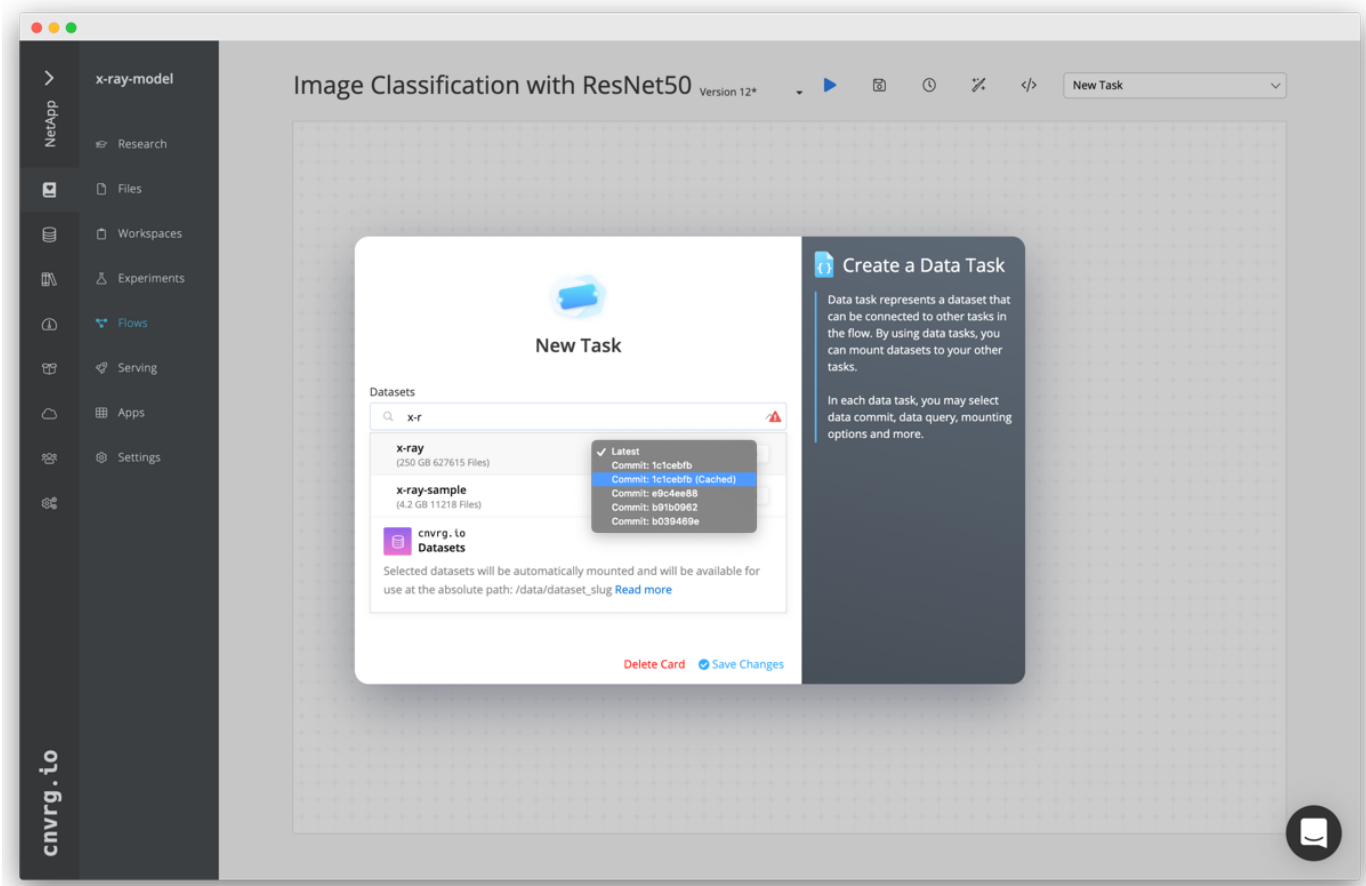 NetApp
cnvrg.io
x-ray-model
Research
Files
Workspaces
Experiments
Flows
Serving
Apps
Settings
Image Classification with ResNet50 Version 12*
New Task
New Task
Datasets
x-r
x-ray
(250 GB 627615 Files)
x-ray-sample
(4.2 GB 11218 Files)
✓ Latest
Commit: 1c1cebfb
Commit: 1c1cebfb (Cached)
Commit: e9c4ee88
Commit: b91b0962
Commit: b039469e
cnvrg.io
Datasets
Selected datasets will be automatically mounted and will be available for
use at the absolute path: /data/dataset_slug Read more
Delete Card
Save Changes
Create a Data Task
Data task represents a dataset that
can be connected to other tasks in
the flow. By using data tasks, you
can mount datasets to your other
tasks.
In each data task, you may select
data commit, data query, mounting
options and more.